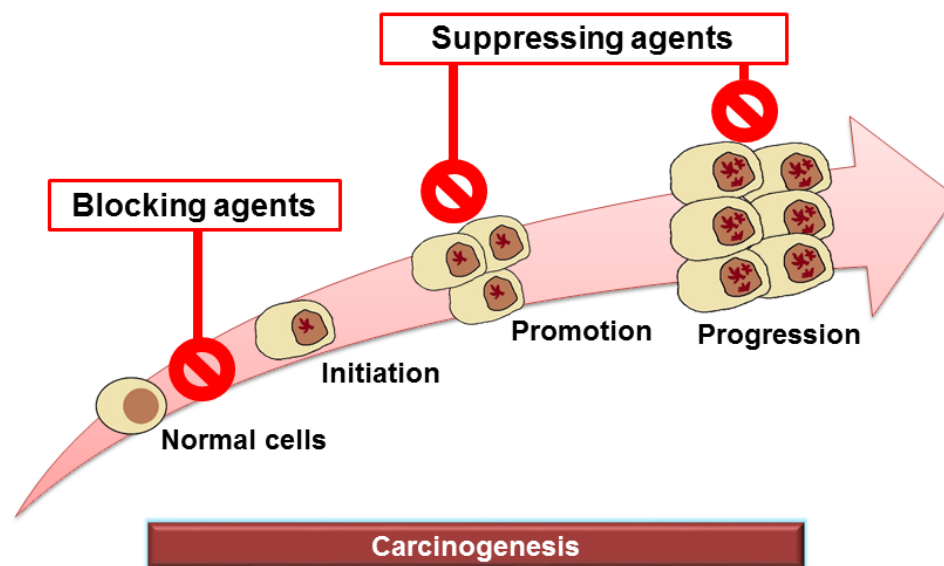 Suppressing agents
Blocking agents
Promotion
Progression
Initiation
Normal cells
Carcinogenesis